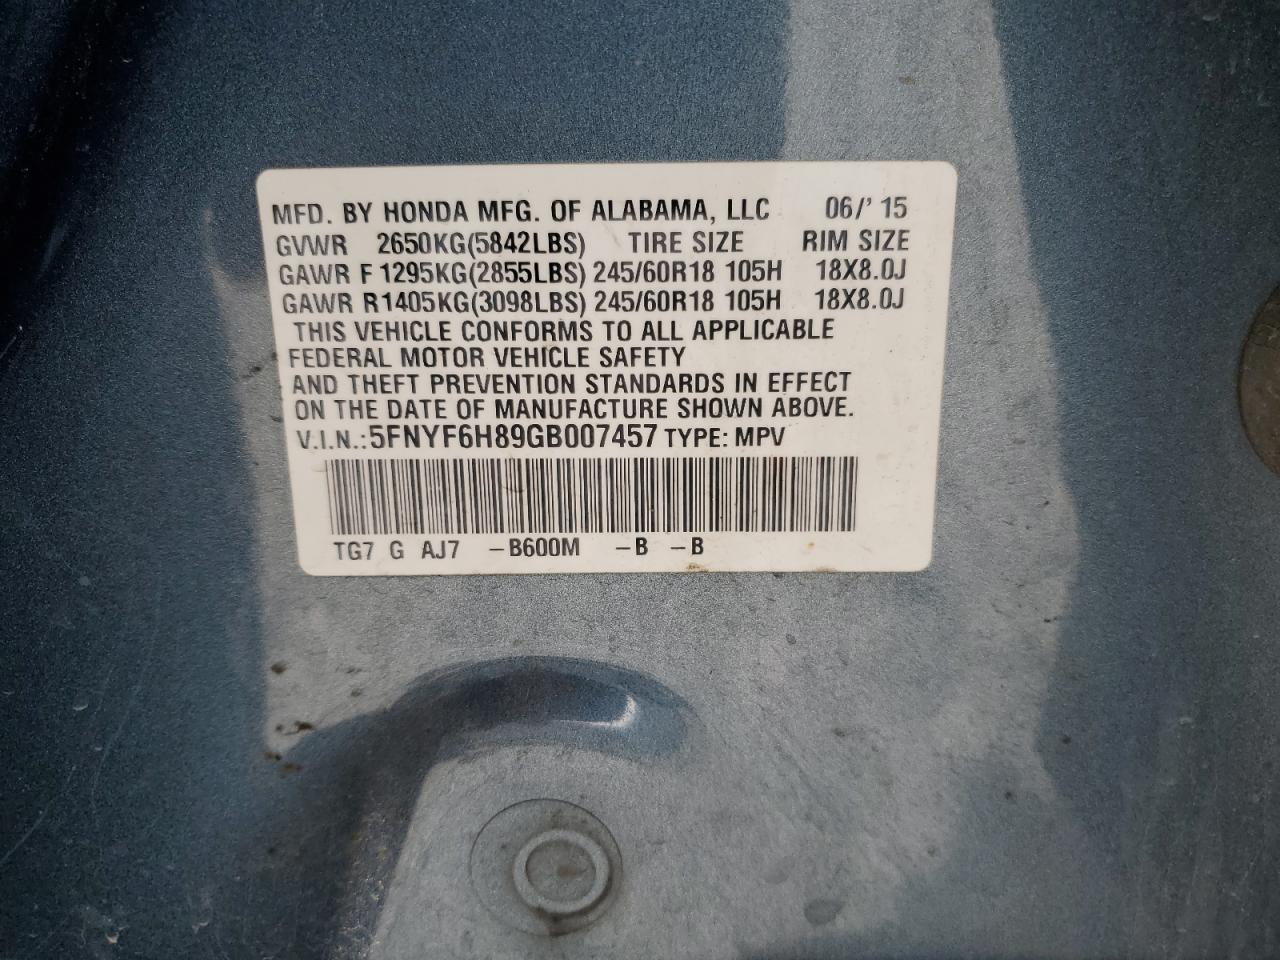 MFD. BY HONDA MFG. OF ALABAMA, LLC 06/' 15
GVWR 2650KG(5842LBS) TIRE SIZE RIM SIZE
GAWR F 1295KG(2855LBS) 245/60R18 105H 18X8.0J
GAWR R1405KG(3098LBS) 245/60R18 105H 18X8.0J
THIS VEHICLE CONFORMS TO ALL APPLICABLE
FEDERAL MOTOR VEHICLE SAFETY
AND THEFT PREVENTION STANDARDS IN EFFECT
ON THE DATE OF MANUFACTURE SHOWN ABOVE.
V.I.N.:5FNYF6H89GB007457 TYPE: MPV
TG7 G AJ7 -B600M -B -B